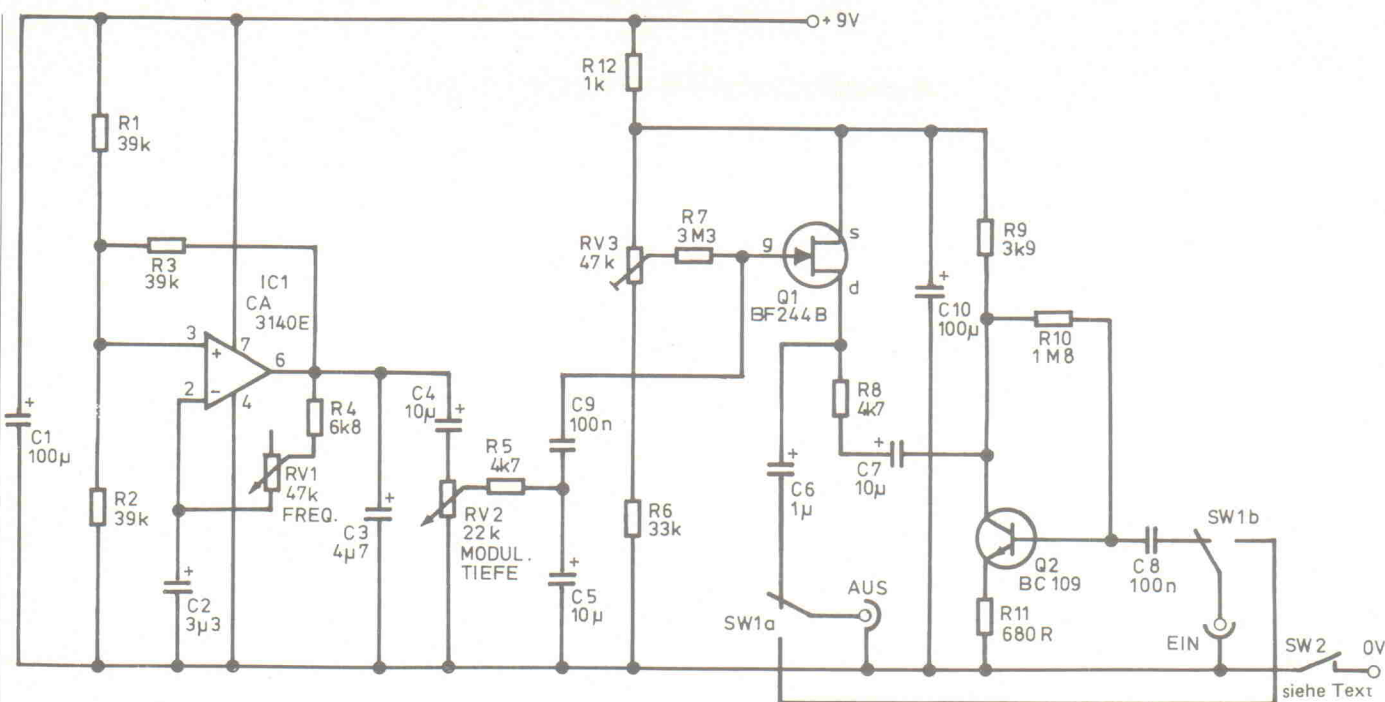 +9V
R12
1k
R1
39k
R3
39k
IC1
CA
3140E
3
+
7
6
2
−
4
C1
100µ
+
R2
39k
R4
6k8
RV1
47k
FREQ.
C2
3µ3
+
C3
4µ7
+
C4
10µ
+
RV2
22k
MODUL.
TIEFE
R5
4k7
C9
100n
C5
10µ
+
RV3
47k
R7
3M3
g
s
d
Q1
BF244B
R6
33k
R8
4k7
C6
1µ
+
C7
10µ
+
C10
100µ
+
R9
3k9
R10
1M8
Q2
BC109
R11
680R
C8
100n
SW1b
SW1a
AUS
EIN
SW2
0V
siehe Text